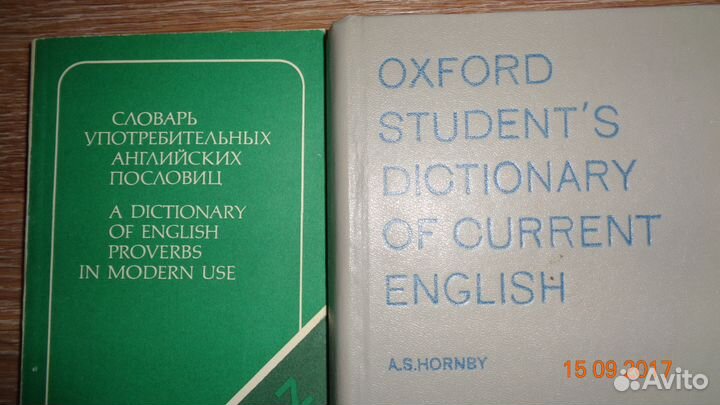 СЛОВАРЬ
УПОТРЕБИТЕЛЬНЫХ
АНГЛИЙСКИХ
ПОСЛОВИЦ
A DICTIONARY
OF ENGLISH
PROVERBS
IN MODERN USE
Z
OXFORD
STUDENT'S
DICTIONARY
OF CURRENT
ENGLISH
A.S.HORNBY
15 09 2017
Avito